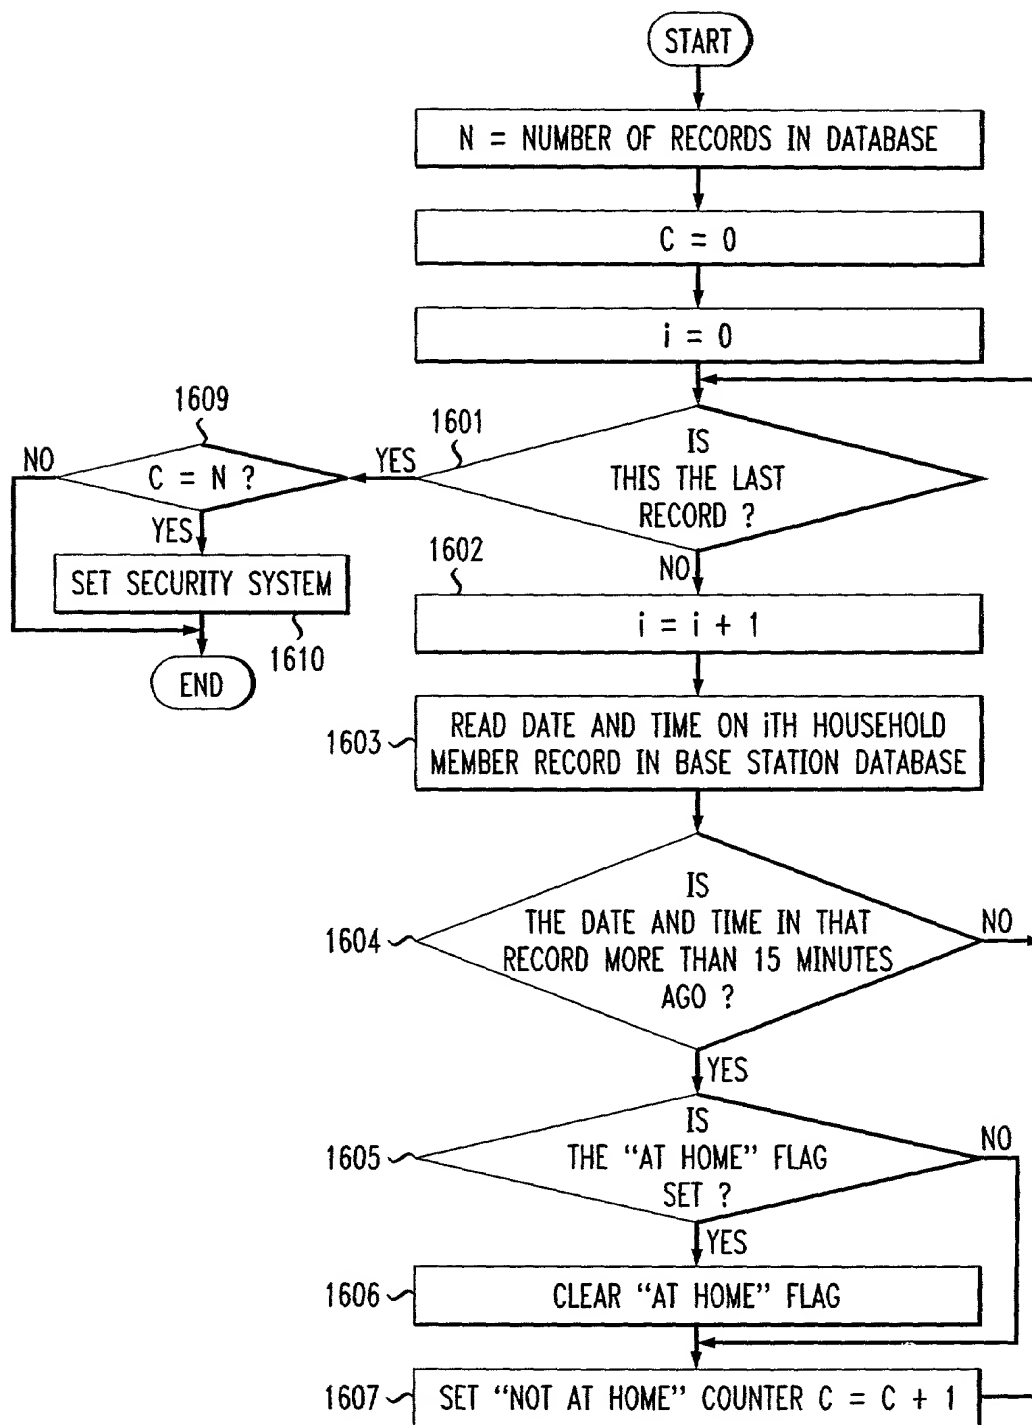 START
N = NUMBER OF RECORDS IN DATABASE
C = 0
i = 0
1609
1601
NO
C = N ?
YES
IS
THIS THE LAST
RECORD ?
YES
SET SECURITY SYSTEM
1610
END
1602
NO
i = i + 1
1603
READ DATE AND TIME ON iTH HOUSEHOLD
MEMBER RECORD IN BASE STATION DATABASE
1604
IS
THE DATE AND TIME IN THAT
RECORD MORE THAN 15 MINUTES
AGO ?
NO
YES
1605
IS
THE “AT HOME” FLAG
SET ?
NO
YES
1606
CLEAR “AT HOME” FLAG
1607
SET “NOT AT HOME” COUNTER C = C + 1